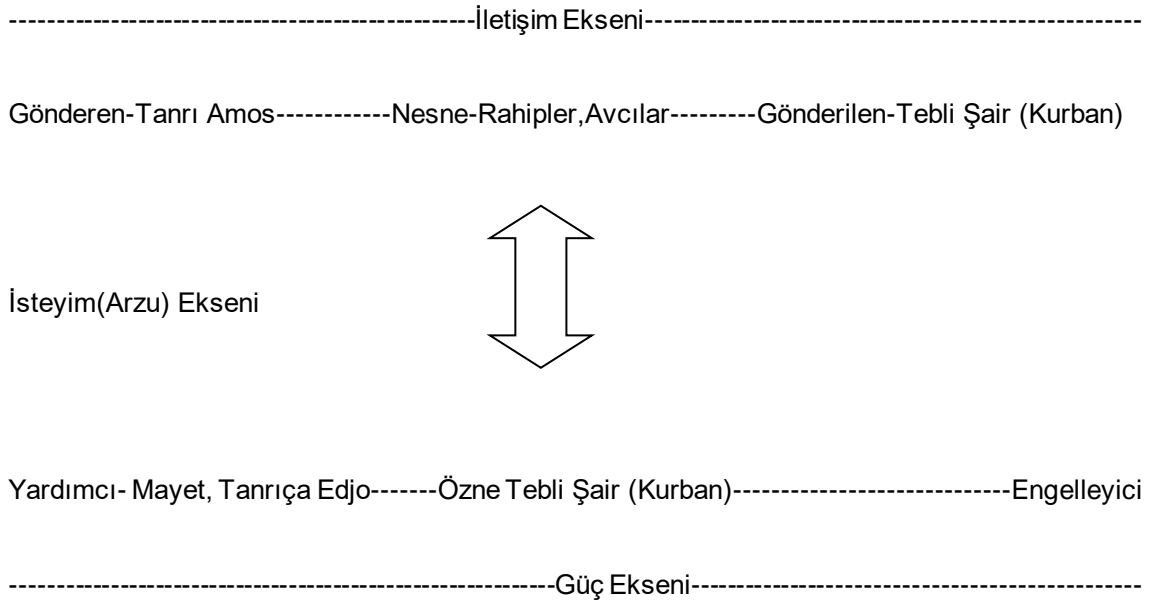 --------------------------------------------------İletişim Ekseni-----------------------------------------------------
Gönderen-Tanrı Amos------------Nesne-Rahipler,Avcılar---------Gönderilen-Tebli Şair (Kurban)
İsteyim(Arzu) Ekseni
Yardımcı- Mayet, Tanrıça Edjo-------Özne Tebli Şair (Kurban)------------------------------Engelleyici
-----------------------------------------------------------Güç Ekseni------------------------------------------------